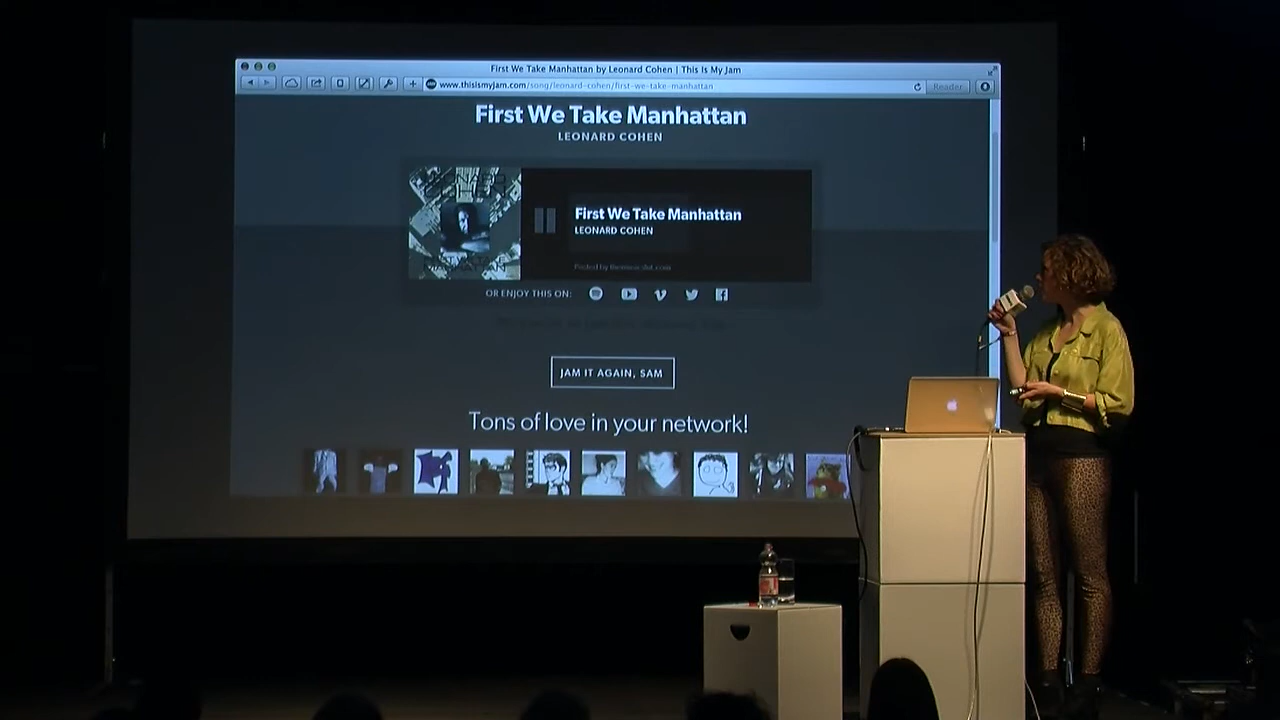 First We Take Manhattan by Leonard Cohen | This Is My Jam
www.thisismyjam.com/song/leonard-cohen/first-we-take-manhattan
Reader
First We Take Manhattan
LEONARD COHEN
First We Take Manhattan
LEONARD COHEN
Posted by
OR ENJOY THIS ON:
JAM IT AGAIN, SAM
Tons of love in your network!